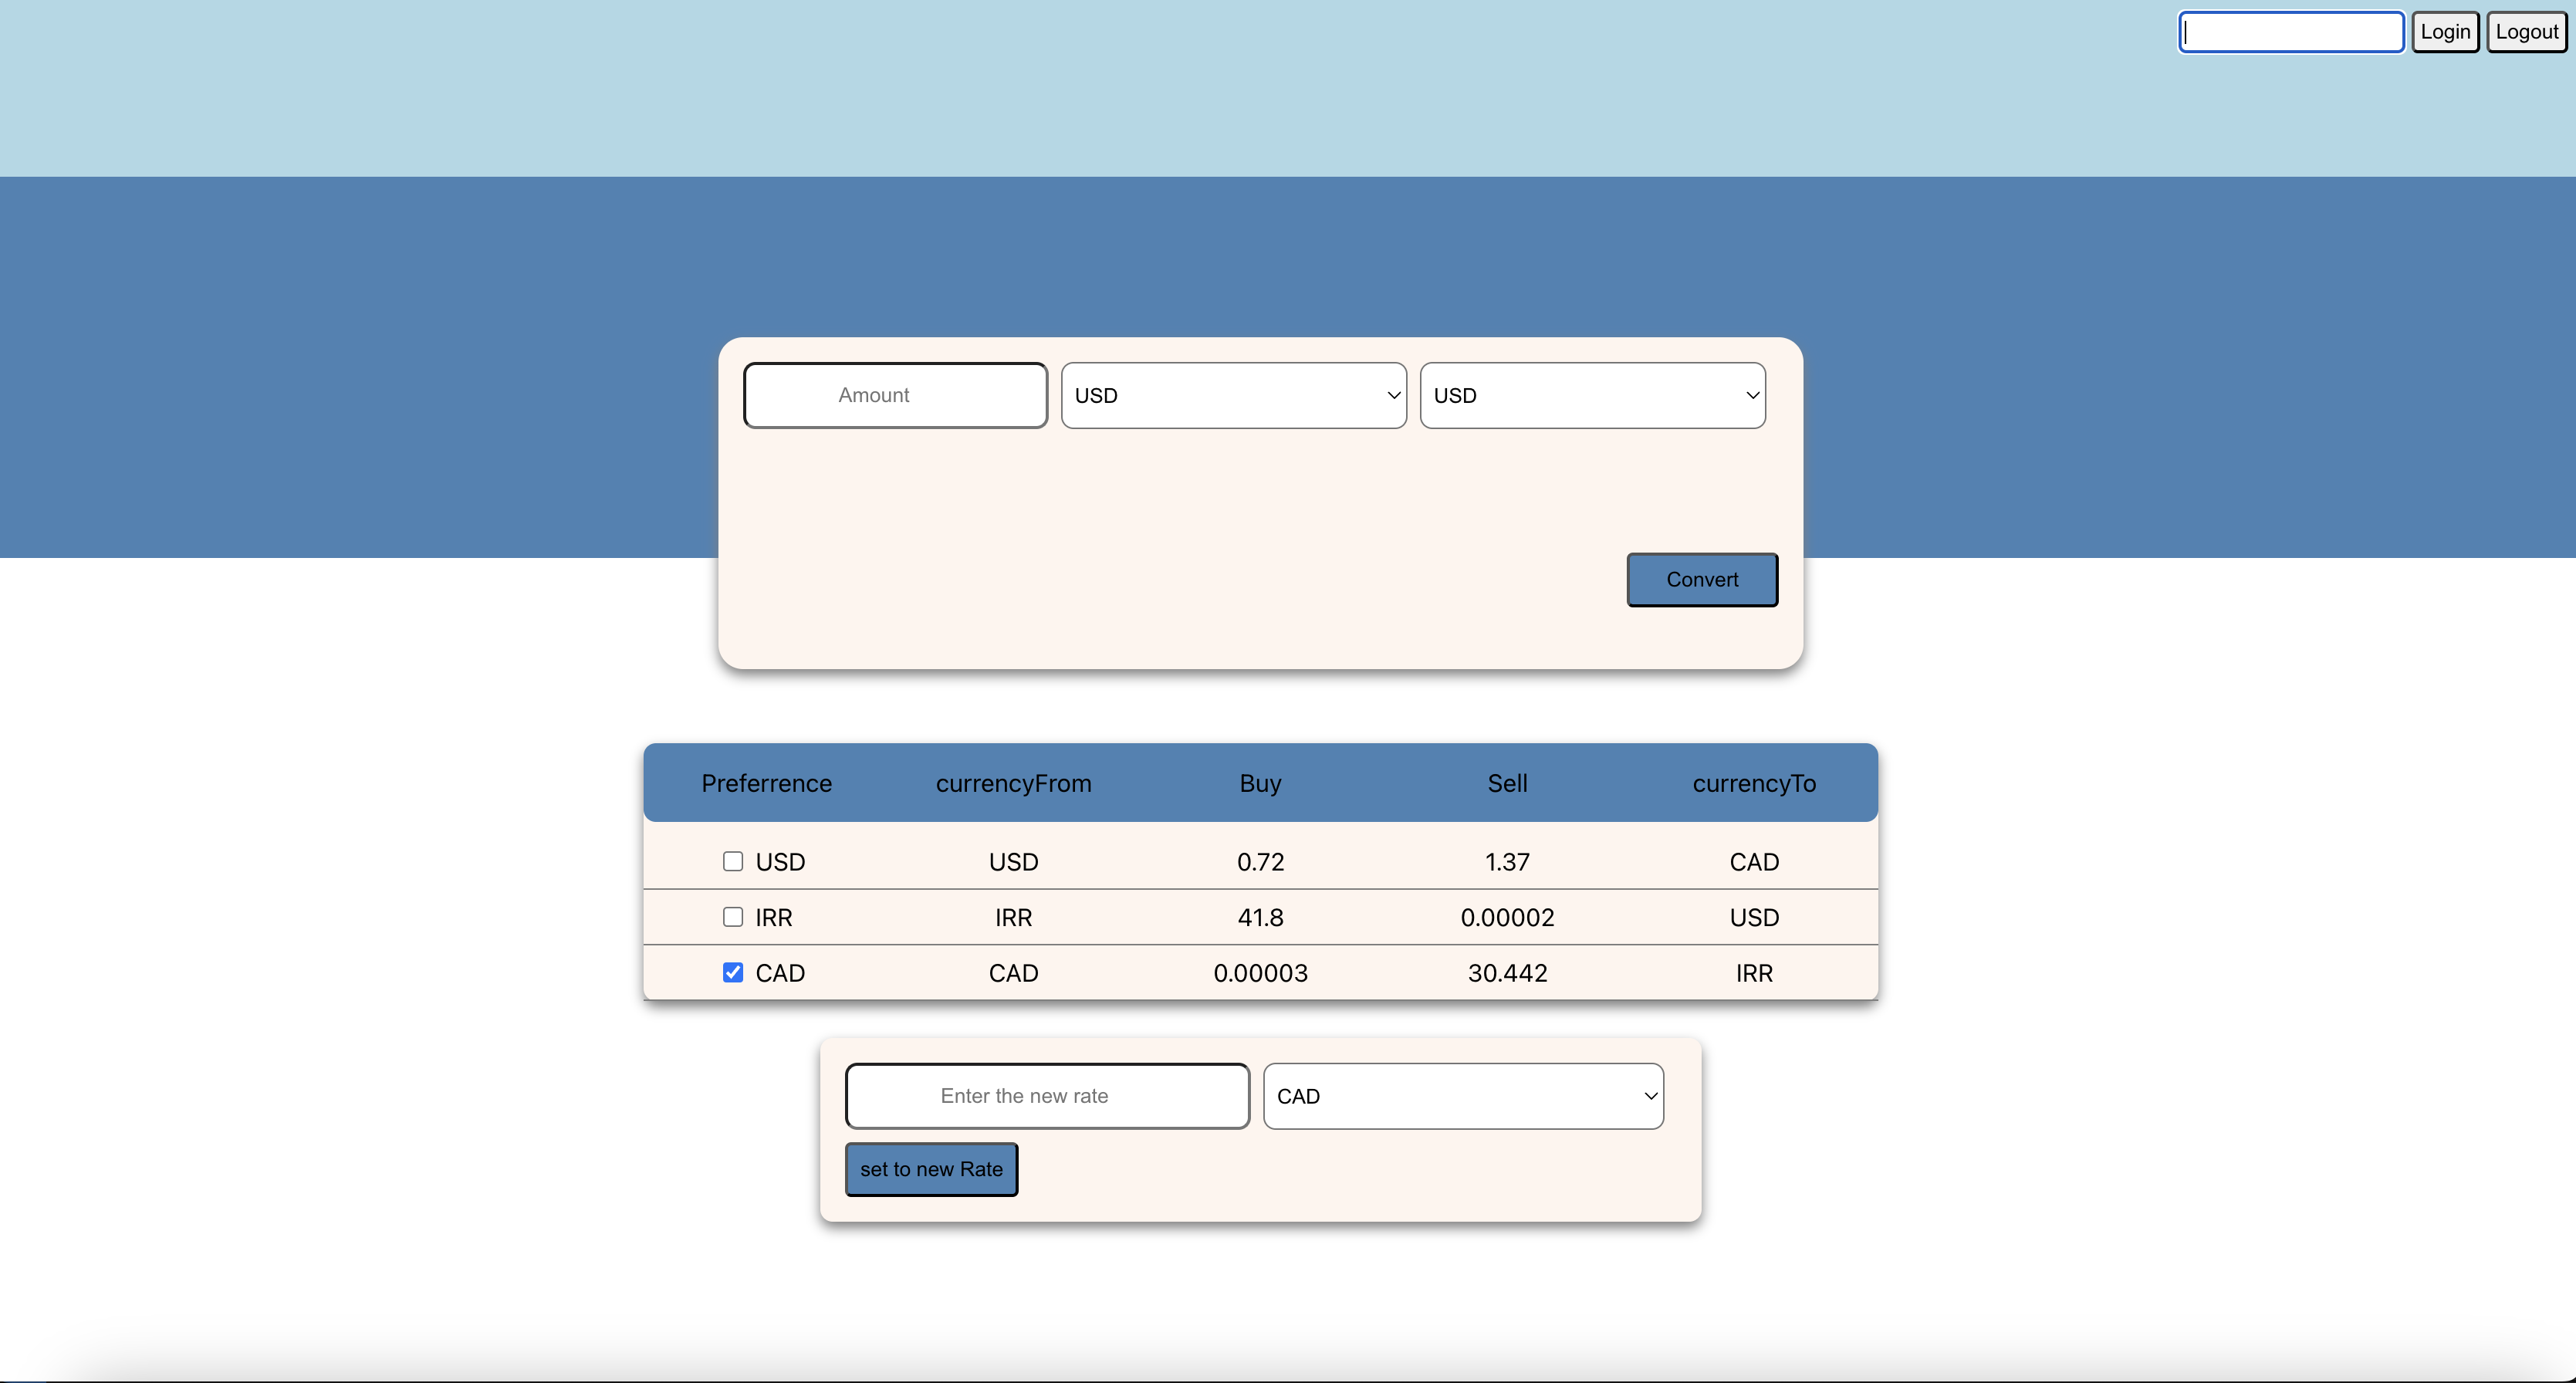 Login Logout
Amount USD USD
Convert
Preferrence currencyFrom Buy Sell currencyTo
USD USD 0.72 1.37 CAD
IRR IRR 41.8 0.00002 USD
CAD CAD 0.00003 30.442 IRR
Enter the new rate CAD
set to new Rate